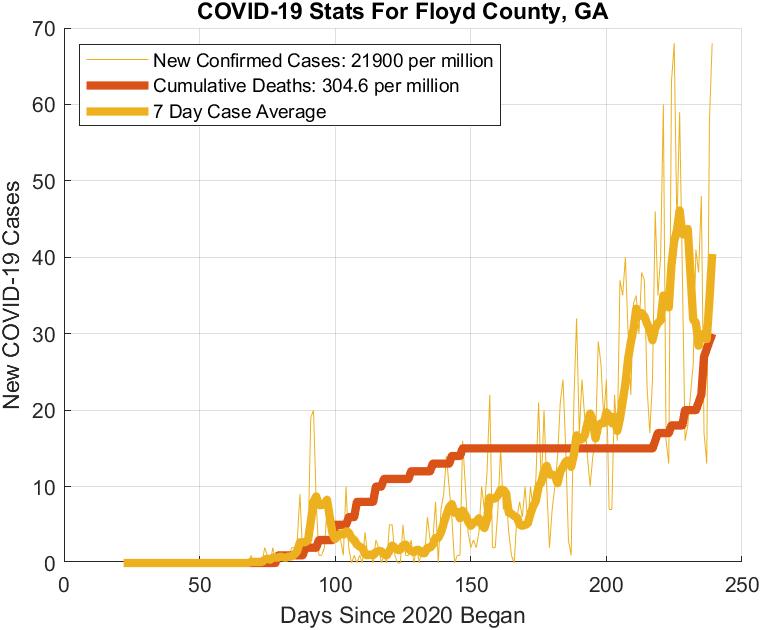 COVID-19 Stats For Floyd County, GA
New Confirmed Cases: 21900 per million
Cumulative Deaths: 304.6 per million
7 Day Case Average
New COVID-19 Cases
70
60
50
40
30
20
10
0
0 50 100 150 200 250
Days Since 2020 Began